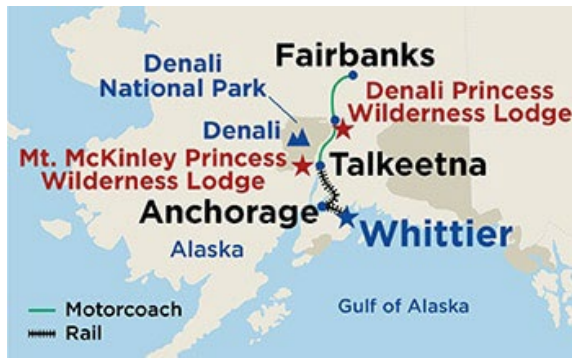 Fairbanks
Denali
National Park
Denali Princess
Wilderness Lodge
Denali
Mt. McKinley Princess
Wilderness Lodge
Talkeetna
Anchorage
Whittier
Alaska
Gulf of Alaska
Motorcoach
Rail